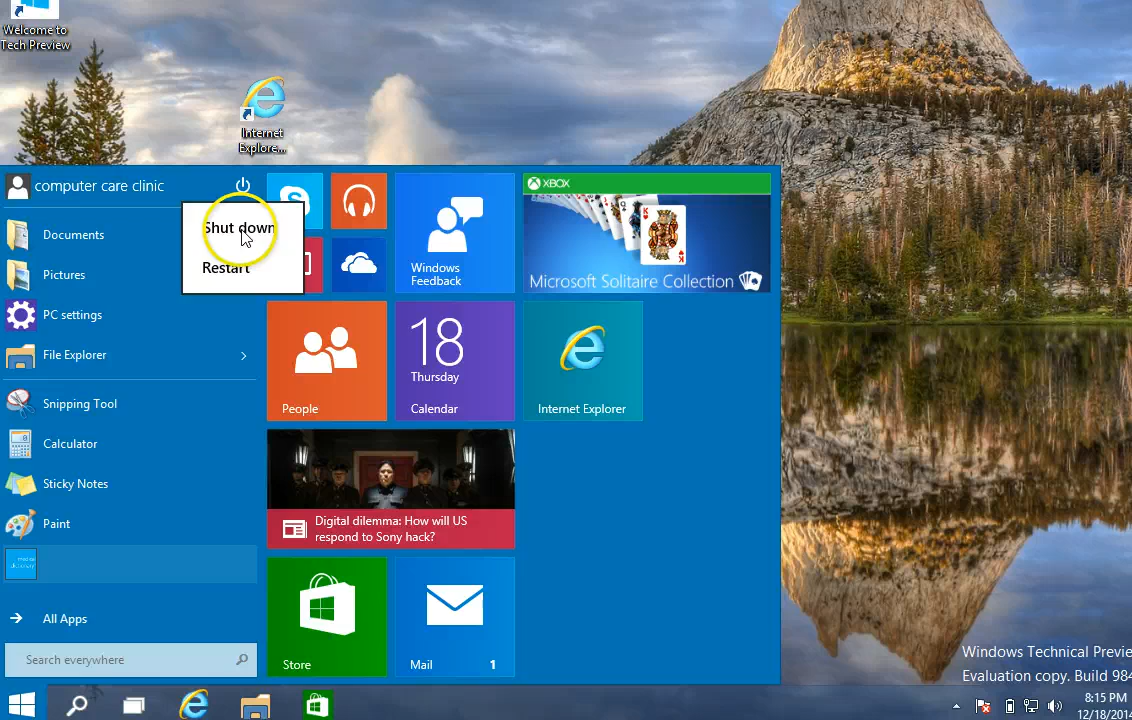 Welcome to
Tech Preview
Internet
Explore...
computer care clinic
Shut down
Restart
Documents
Pictures
PC settings
File Explorer
Snipping Tool
Calculator
Sticky Notes
Paint
medical
dictionary
All Apps
Search everywhere
Windows
Feedback
XBOX
Microsoft Solitaire Collection
People
18
Thursday
Calendar
Internet Explorer
Digital dilemma: How will US
respond to Sony hack?
Store
Mail
1
Windows Technical Previe
Evaluation copy. Build 984
8:15 PM
12/18/2014